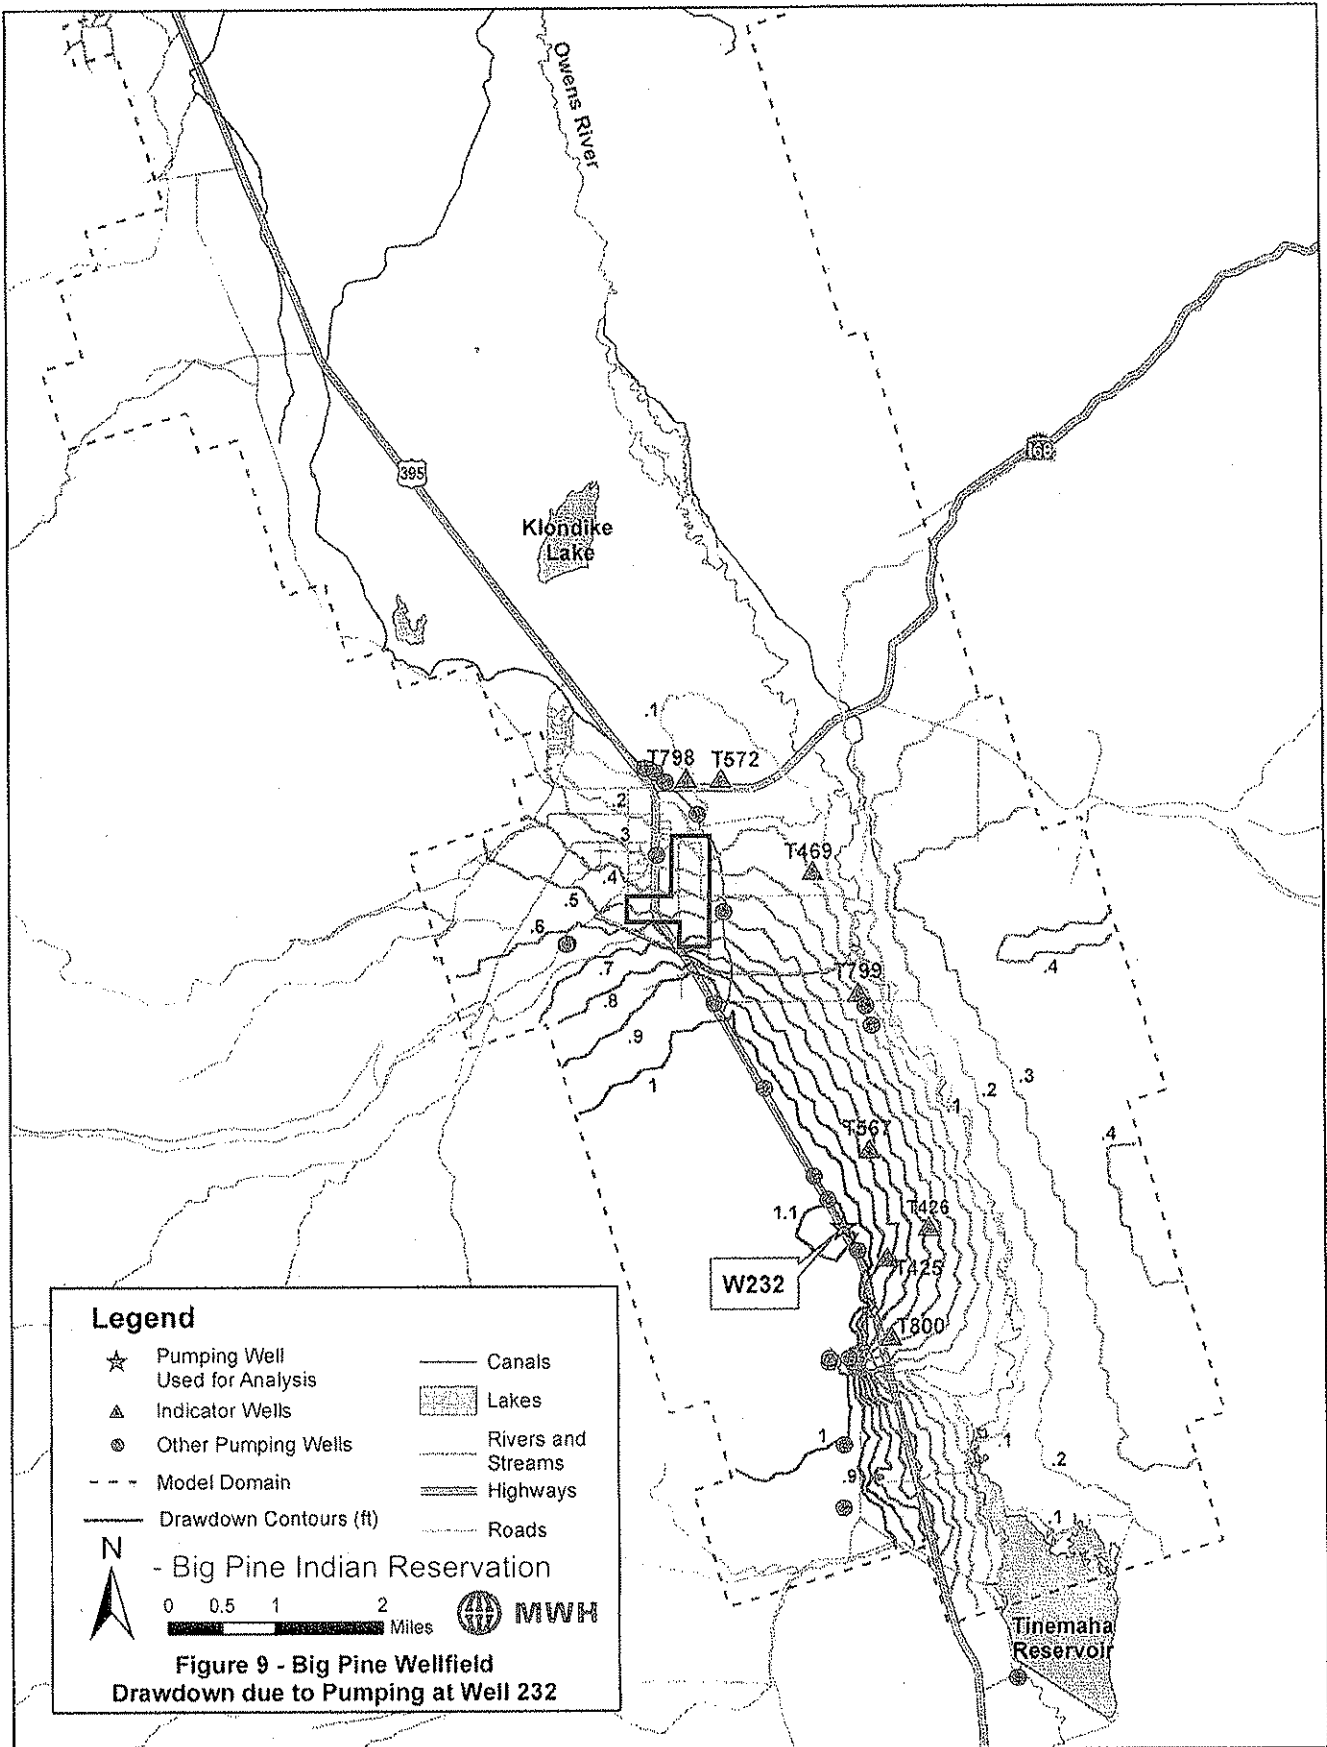 Owens River
168
395
Klondike
Lake
.1
T798
T572
.2
.3
T469
.4
.5
.6
.4
.7
T799
.8
.9
.3
.2
.1
1
T567
.4
1.1
T426
W232
T425
T800
1
.1
.2
.9
.1
Tinemaha
Reservoir
Legend
Pumping Well
Used for Analysis
Indicator Wells
Other Pumping Wells
Model Domain
Drawdown Contours (ft)
Canals
Lakes
Rivers and
Streams
Highways
Roads
N
- Big Pine Indian Reservation
0 0.5 1 2
Miles
MWH
Figure 9 - Big Pine Wellfield
Drawdown due to Pumping at Well 232